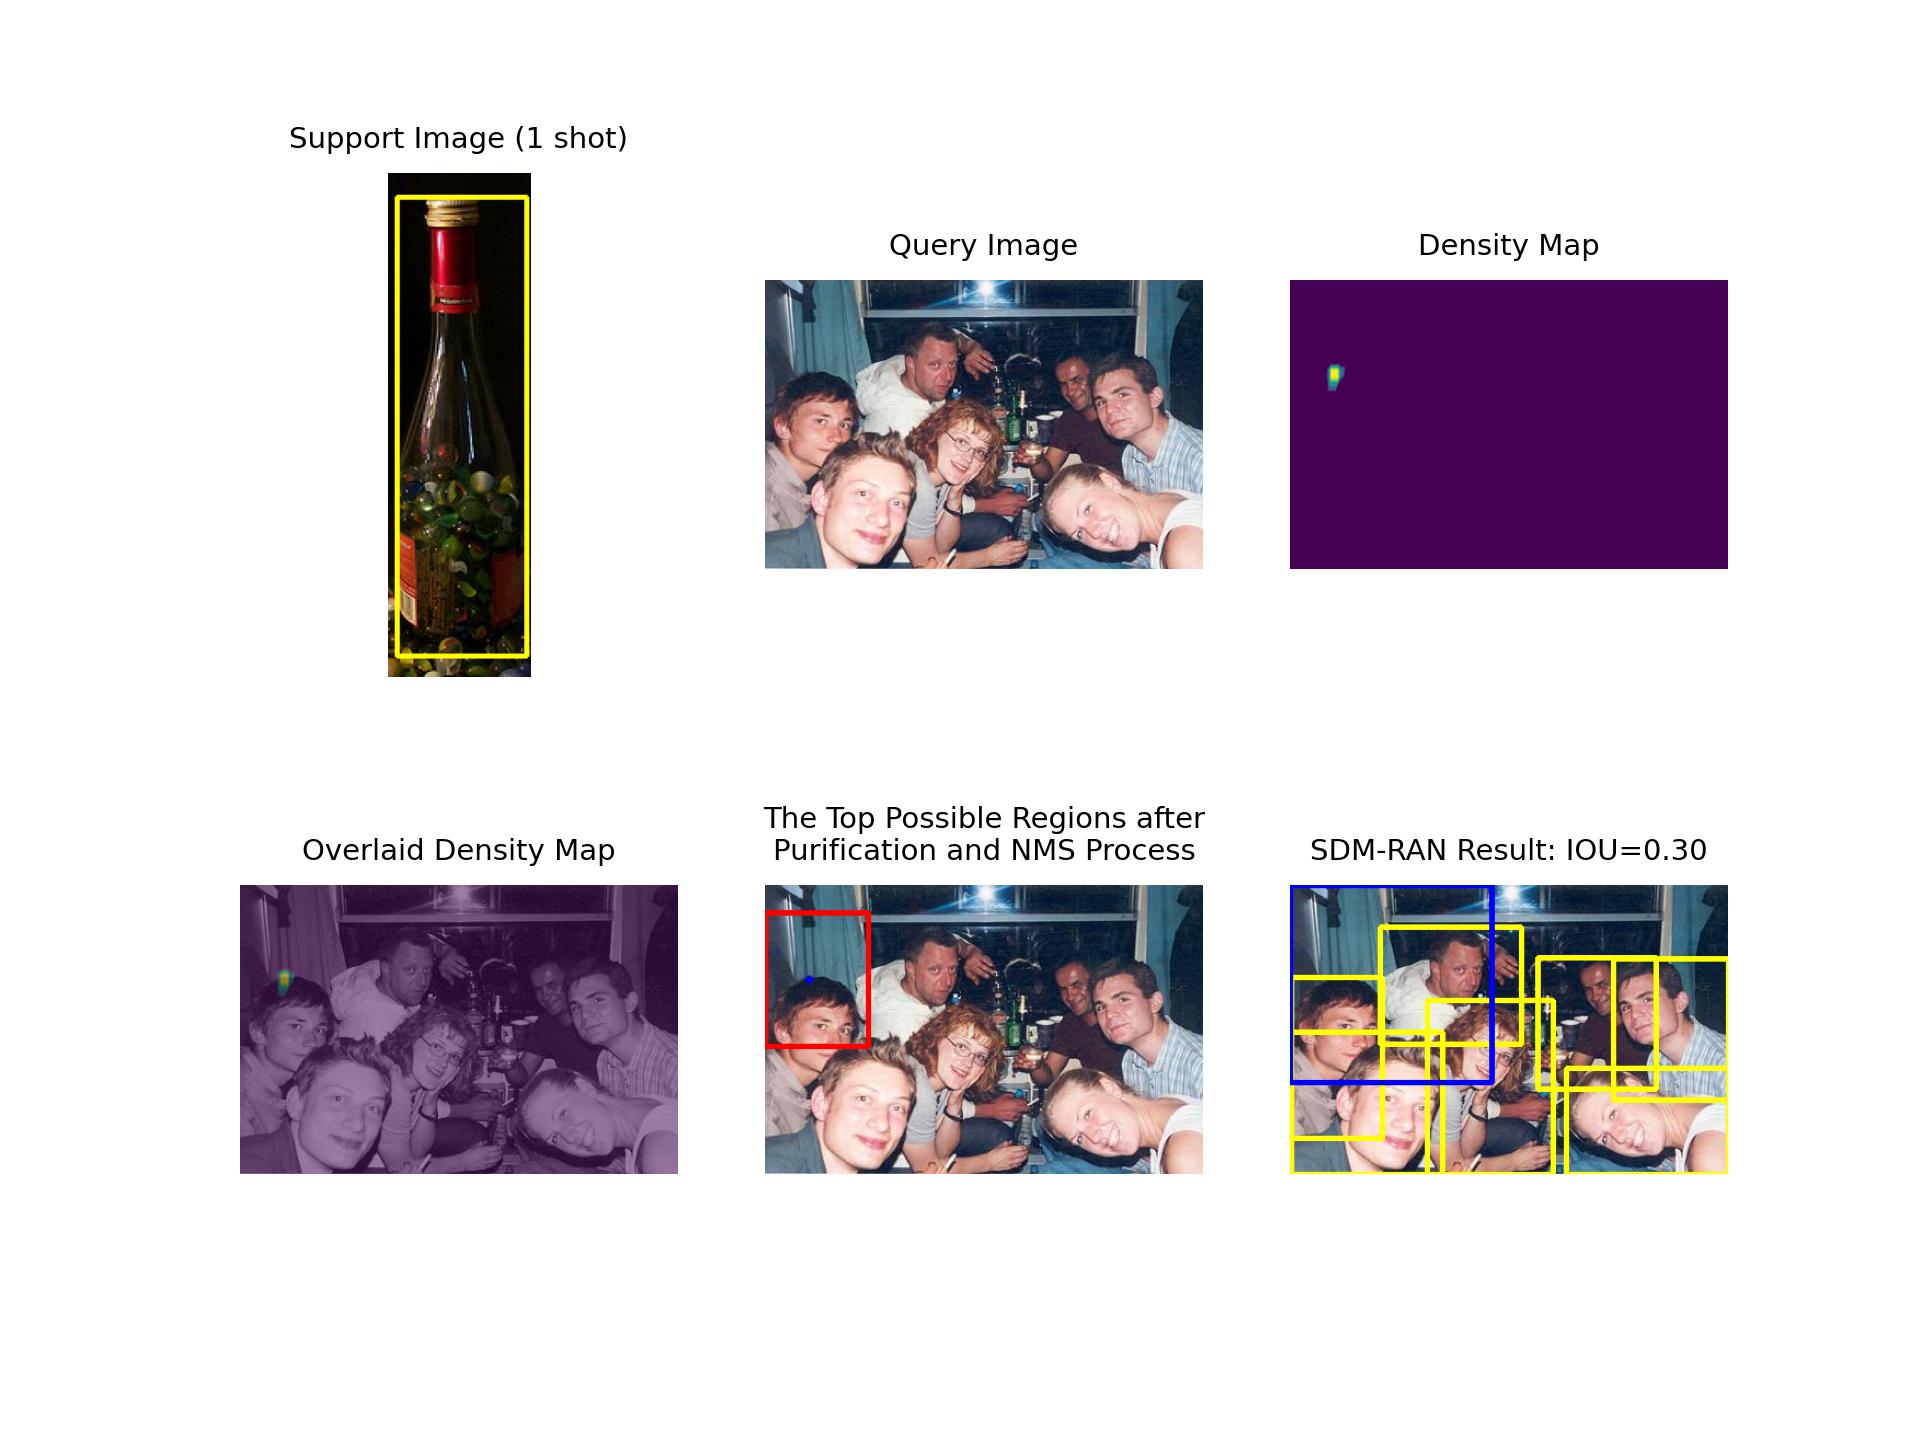 Support Image (1 shot)
Query Image
Density Map
Overlaid Density Map
The Top Possible Regions after
Purification and NMS Process
SDM-RAN Result: IOU=0.30